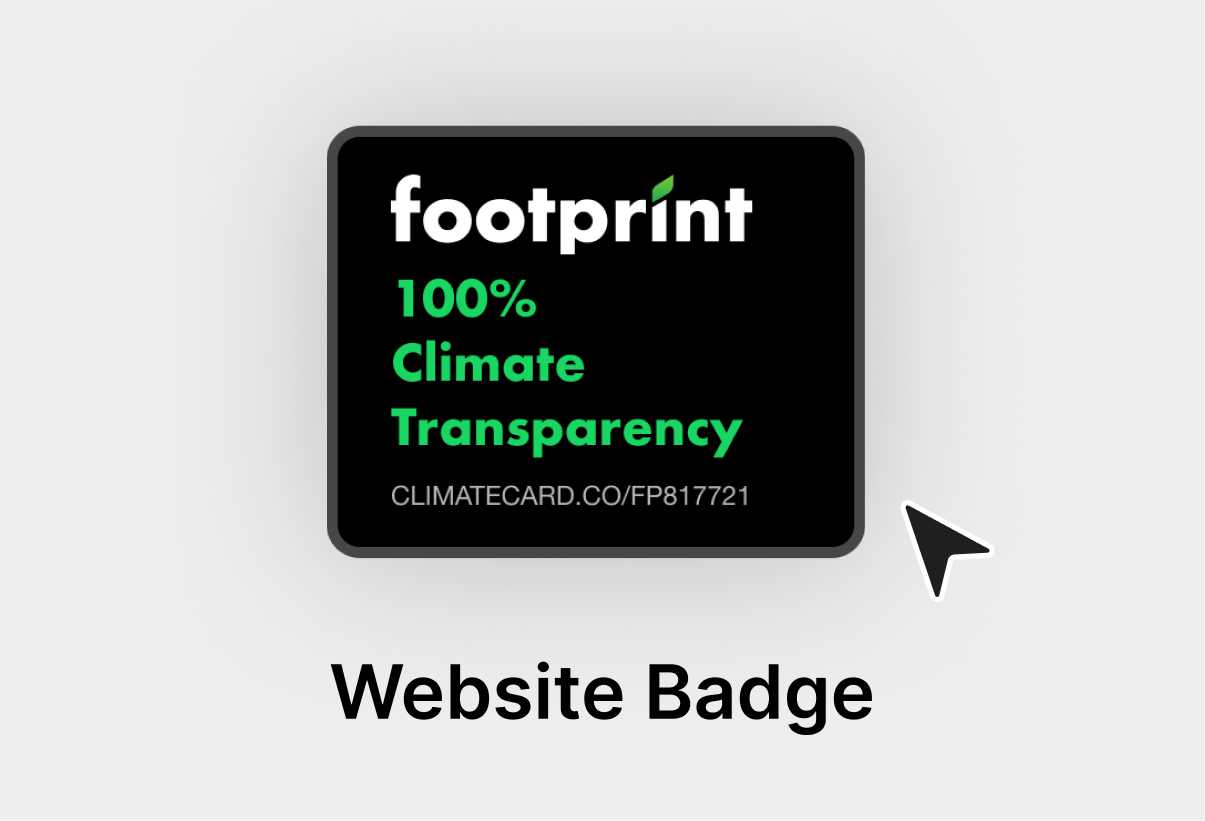 footprint
100%
Climate
Transparency
CLIMATECARD.CO/FP817721
Website Badge